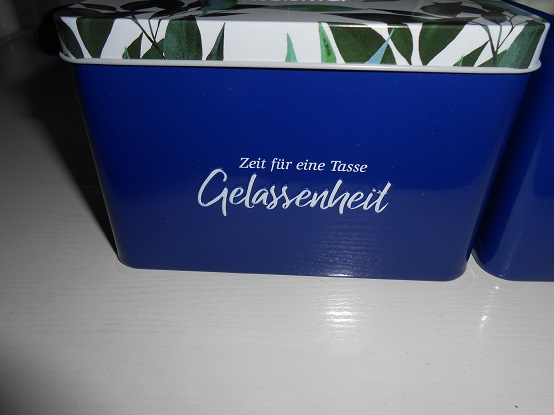 Zeit für eine Tasse
Gelassenheit